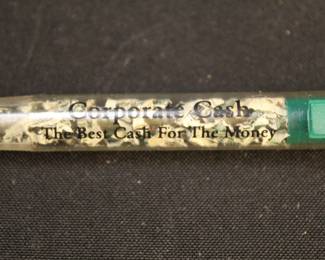 Corporate Cash
The Best Cash For The Money